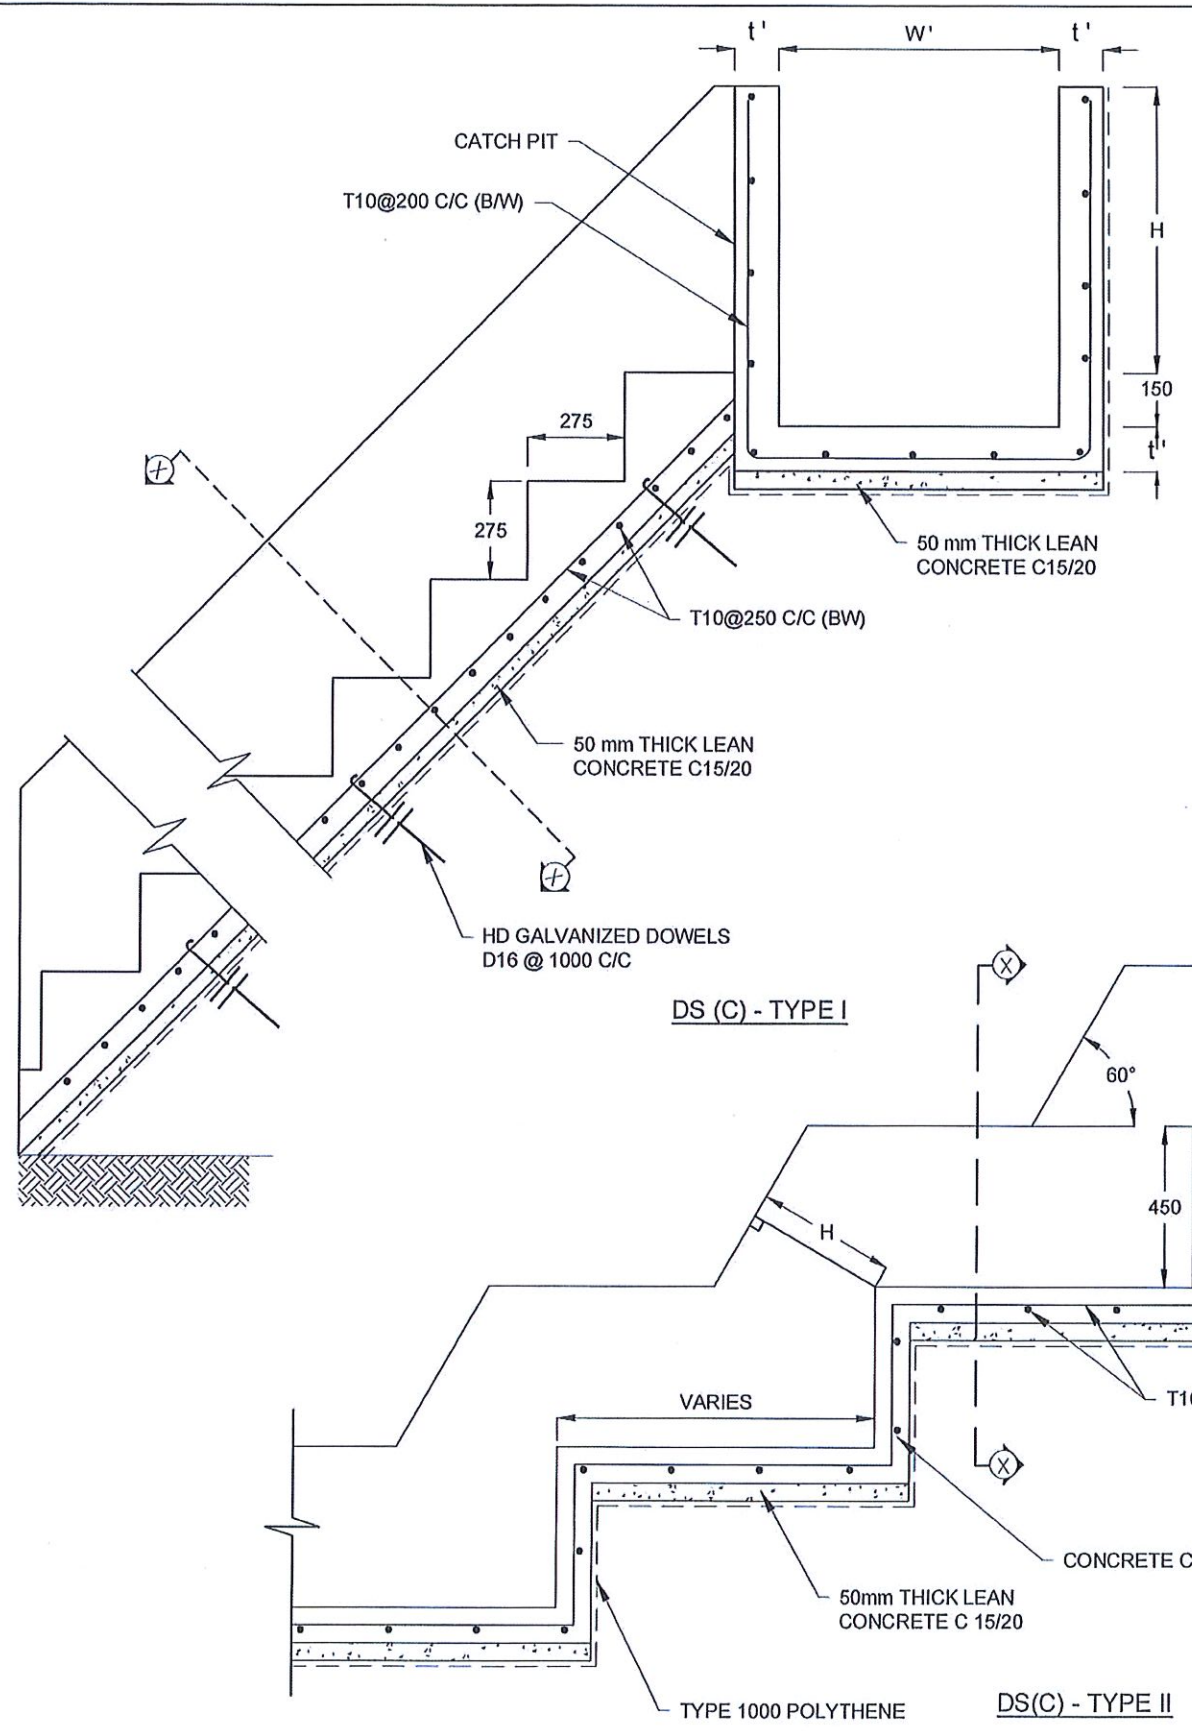 t'
W'
t'
CATCH PIT
T10@200 C/C (B/W)
H
150
t'
275
275
50 mm THICK LEAN
CONCRETE C15/20
T10@250 C/C (BW)
50 mm THICK LEAN
CONCRETE C15/20
HD GALVANIZED DOWELS
D16 @ 1000 C/C
DS (C) - TYPE I
X
60°
450
H
VARIES
T10
X
CONCRETE C
50mm THICK LEAN
CONCRETE C 15/20
TYPE 1000 POLYTHENE
DS(C) - TYPE II